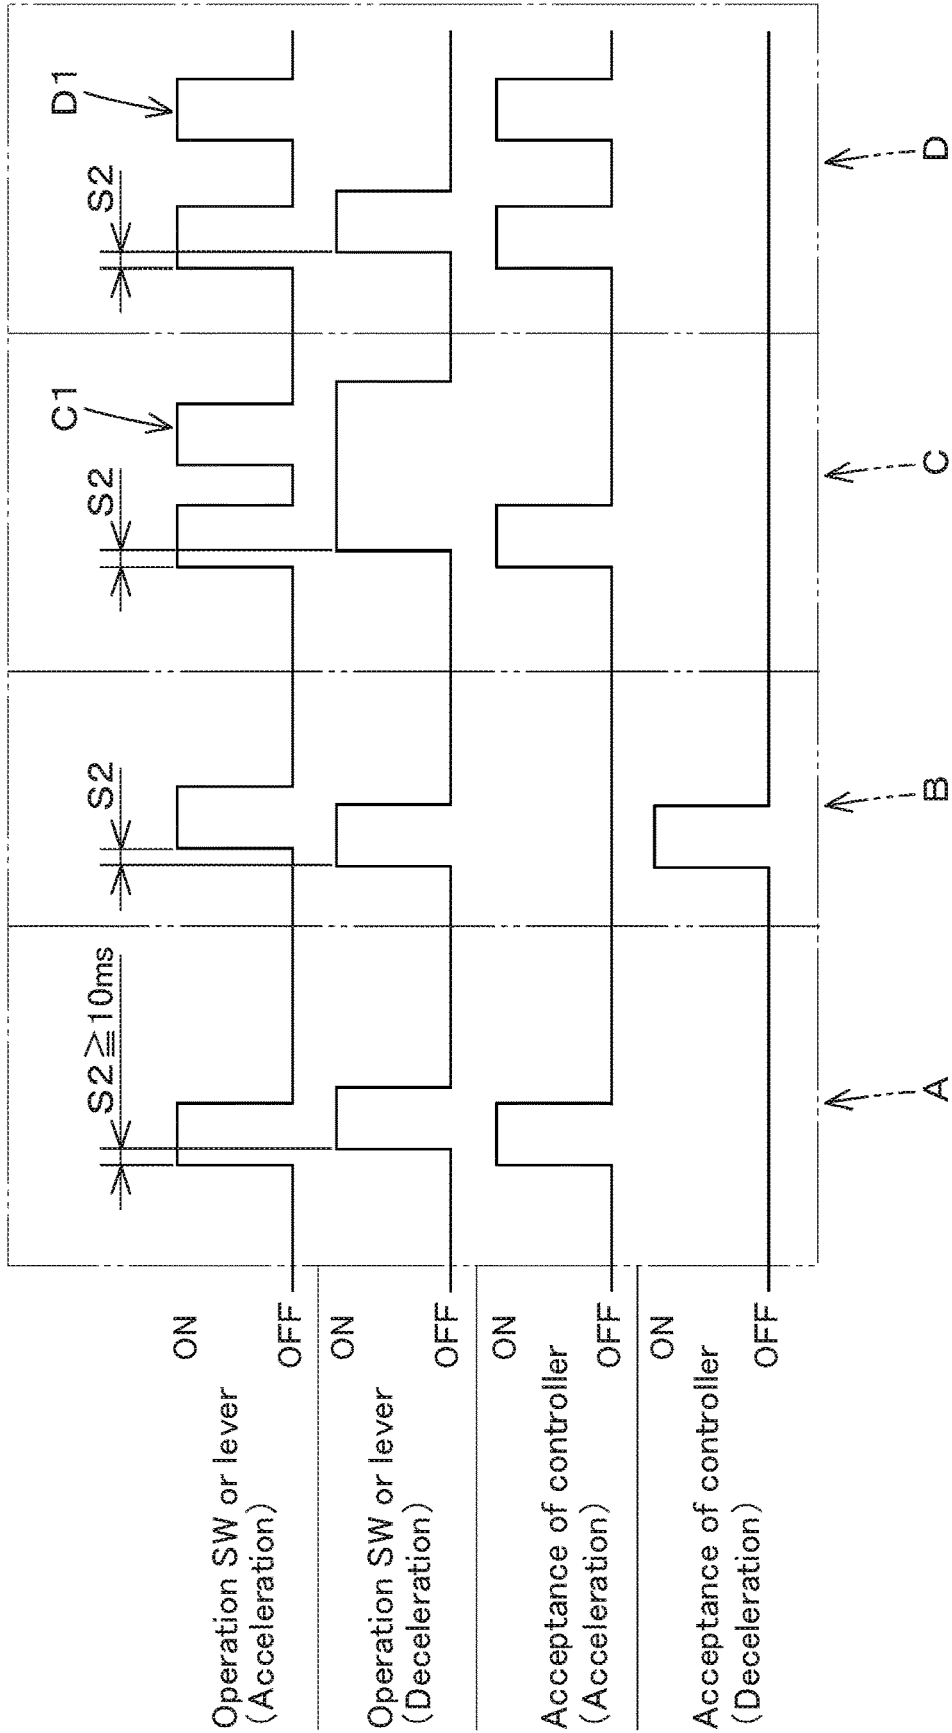 Operation SW or lever
(Acceleration)
ON
OFF
S2≧10ms
S2
S2
C1
S2
D1
Operation SW or lever
(Deceleration)
ON
OFF
Acceptance of controller
(Acceleration)
ON
OFF
Acceptance of controller
(Deceleration)
ON
OFF
A
B
C
D